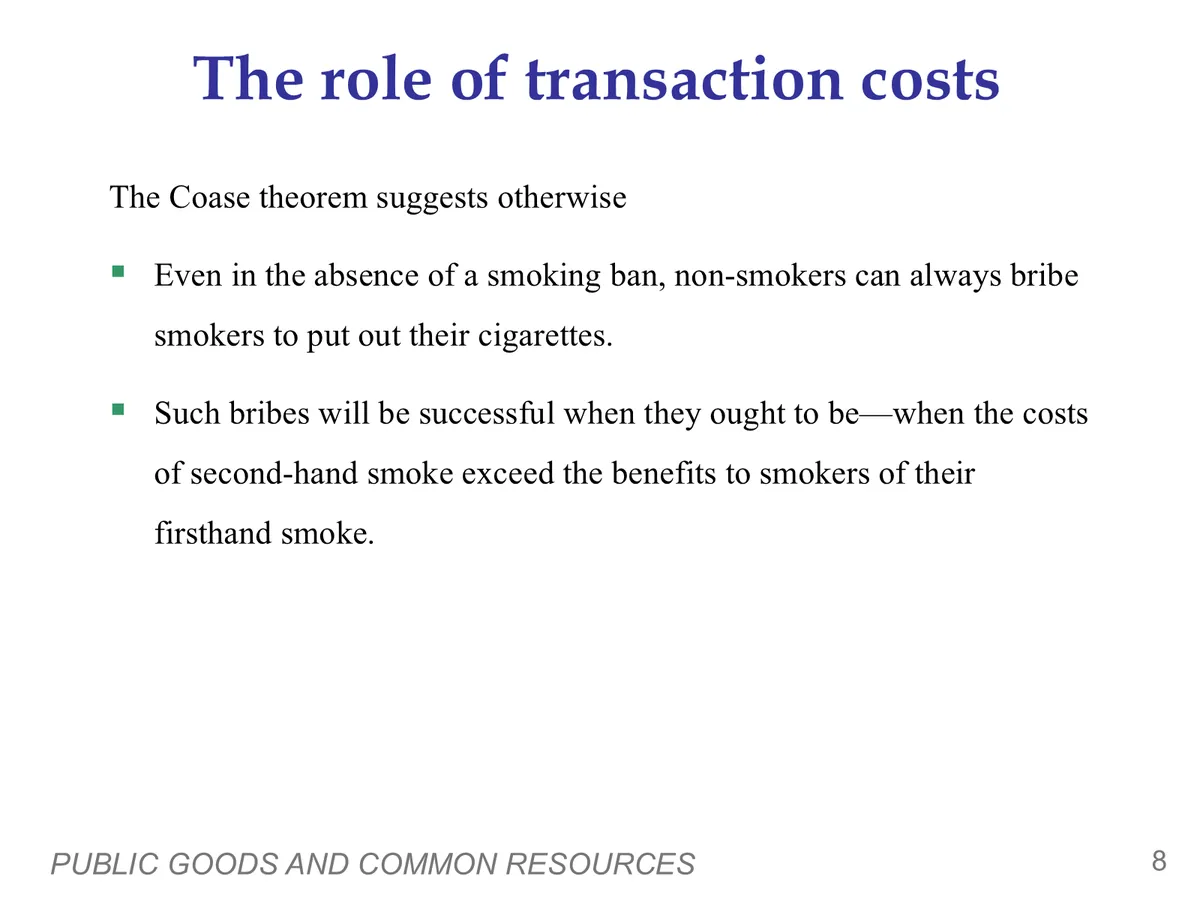 The role of transaction costs
The Coase theorem suggests otherwise
▪ Even in the absence of a smoking ban, non-smokers can always bribe
smokers to put out their cigarettes.
▪ Such bribes will be successful when they ought to be—when the costs
of second-hand smoke exceed the benefits to smokers of their
firsthand smoke.
PUBLIC GOODS AND COMMON RESOURCES
8